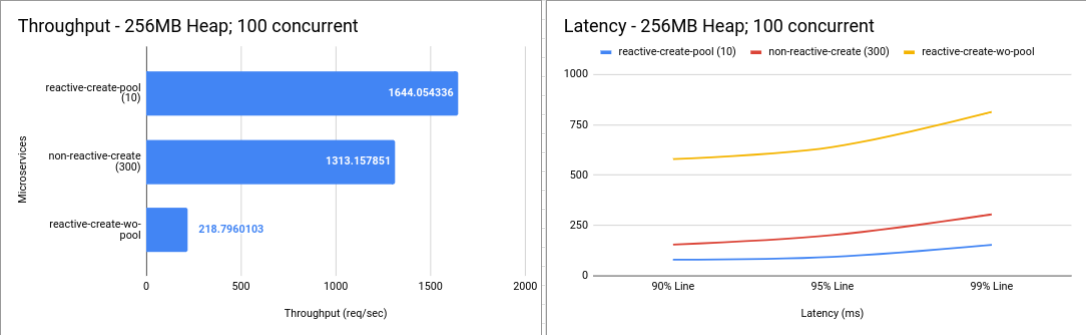 Throughput - 256MB Heap; 100 concurrent
Microservices
reactive-create-pool
(10)
1644.054336
non-reactive-create
(300)
1313.157851
reactive-create-wo-
pool
218.7960103
0 500 1000 1500 2000
Throughput (req/sec)
Latency - 256MB Heap; 100 concurrent
reactive-create-pool (10) non-reactive-create (300) reactive-create-wo-pool
1000
750
500
250
0
90% Line 95% Line 99% Line
Latency (ms)